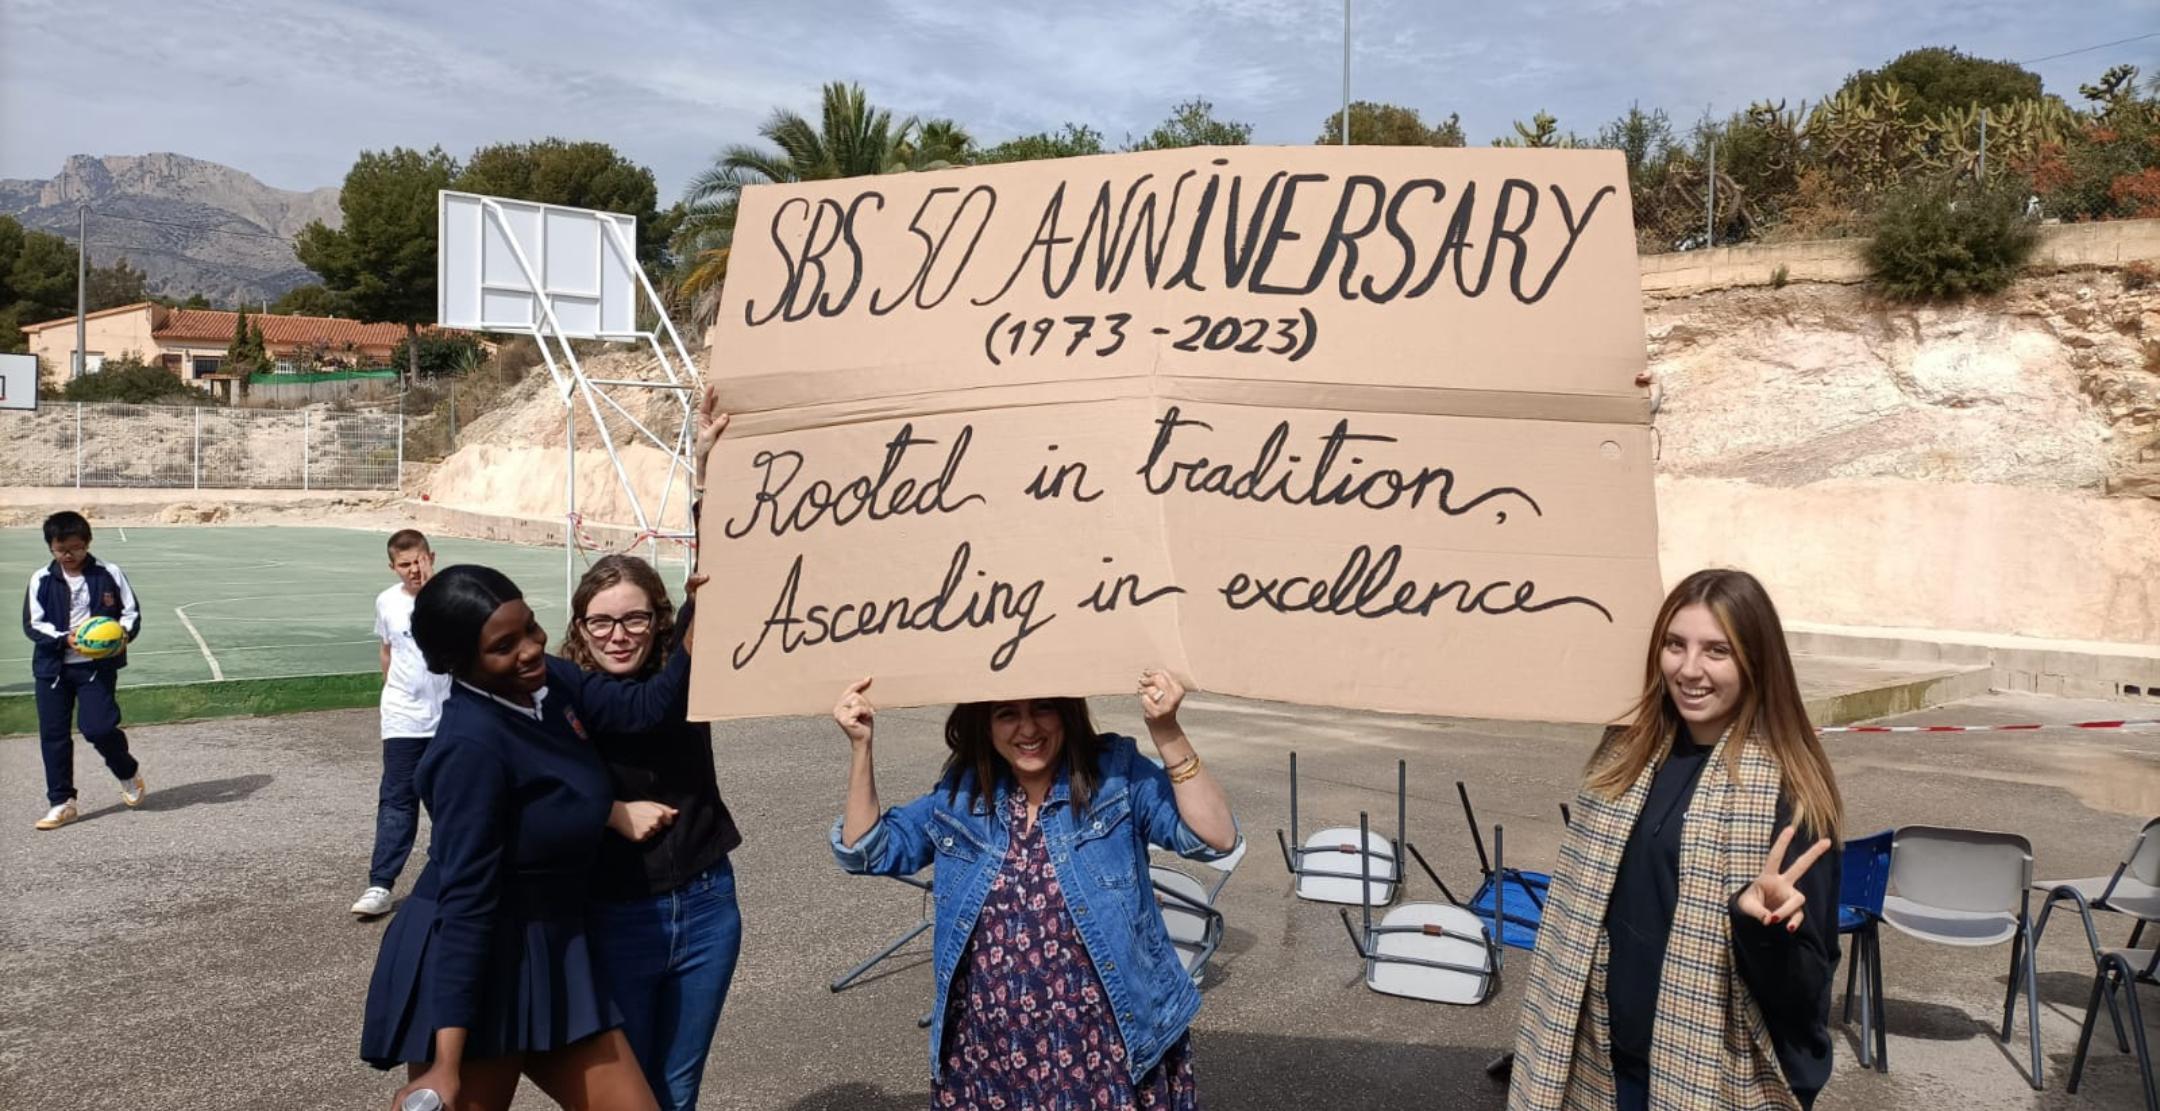 SBS 50 ANNiVERSARY
(1973 - 2023)
Rooted in tradition,
Ascending in excellence